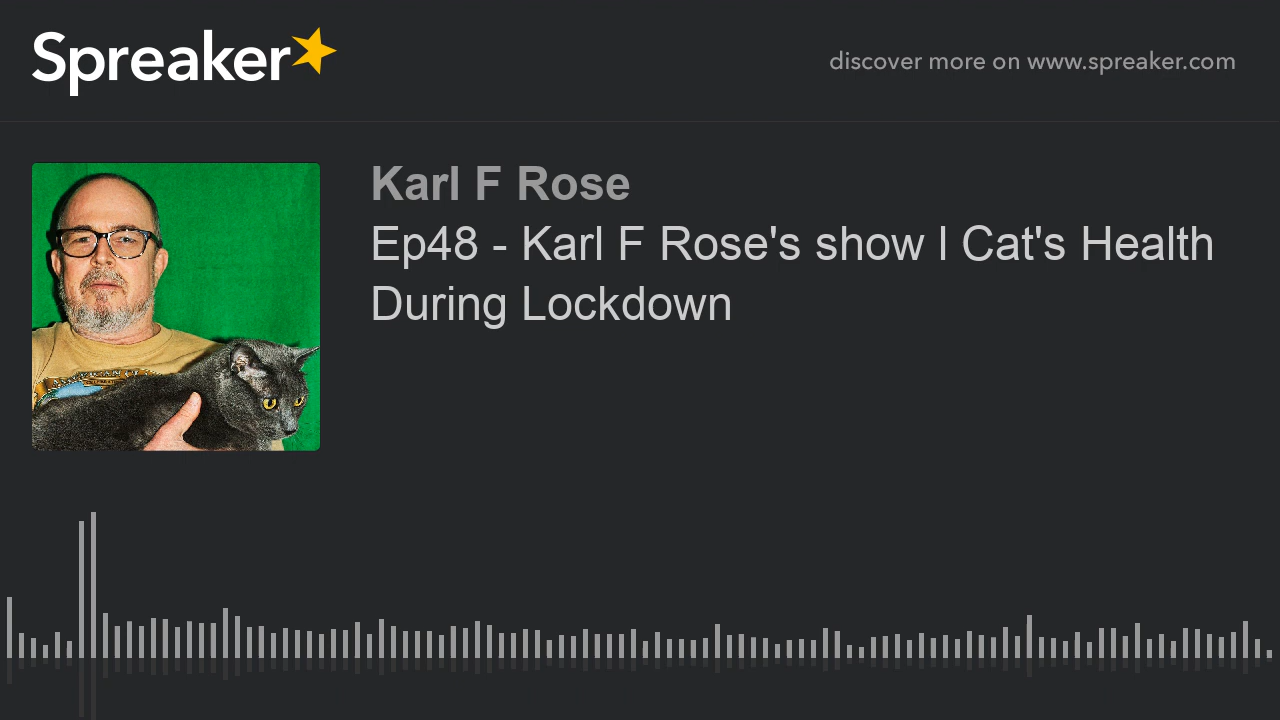 Spreaker
discover more on www.spreaker.com
Karl F Rose
Ep48 - Karl F Rose's show I Cat's Health
During Lockdown